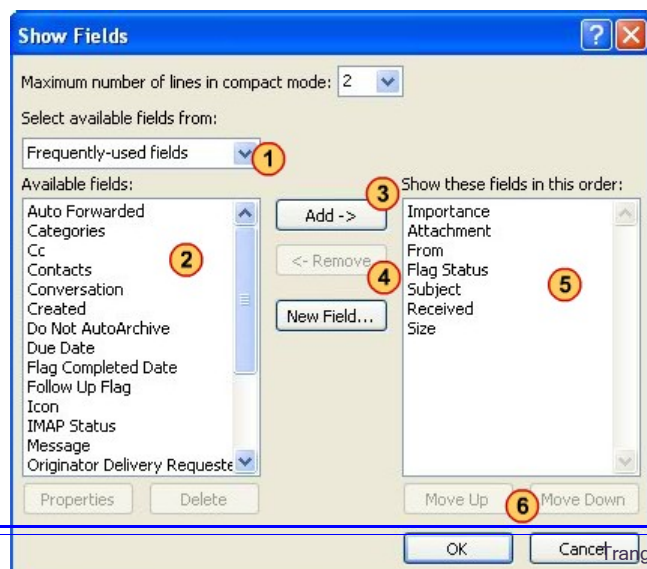 Show Fields
Maximum number of lines in compact mode: 2
Select available fields from:
Frequently-used fields
1
Available fields:
Auto Forwarded
Categories
Cc
Contacts
Conversation
Created
Do Not AutoArchive
Due Date
Flag Completed Date
Follow Up Flag
Icon
IMAP Status
Message
Originator Delivery Requeste
2
Properties
Delete
3
Add ->
<- Remove
4
New Field...
Show these fields in this order:
Importance
Attachment
From
Flag Status
Subject
Received
Size
5
Move Up
6
Move Down
OK
Cancel
Trang